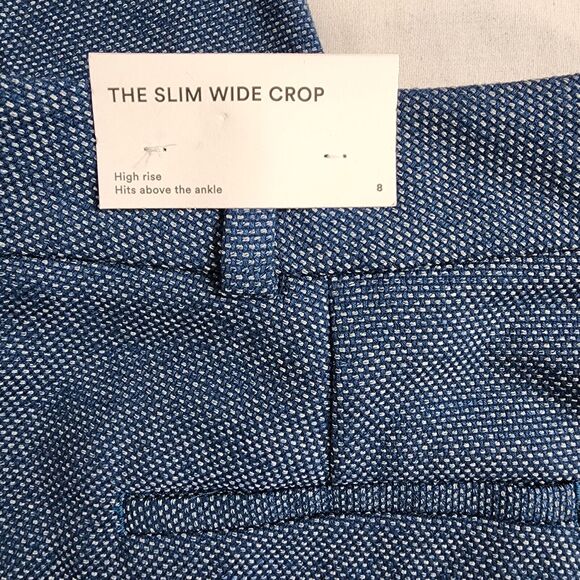 THE SLIM WIDE CROP
High rise
Hits above the ankle
8